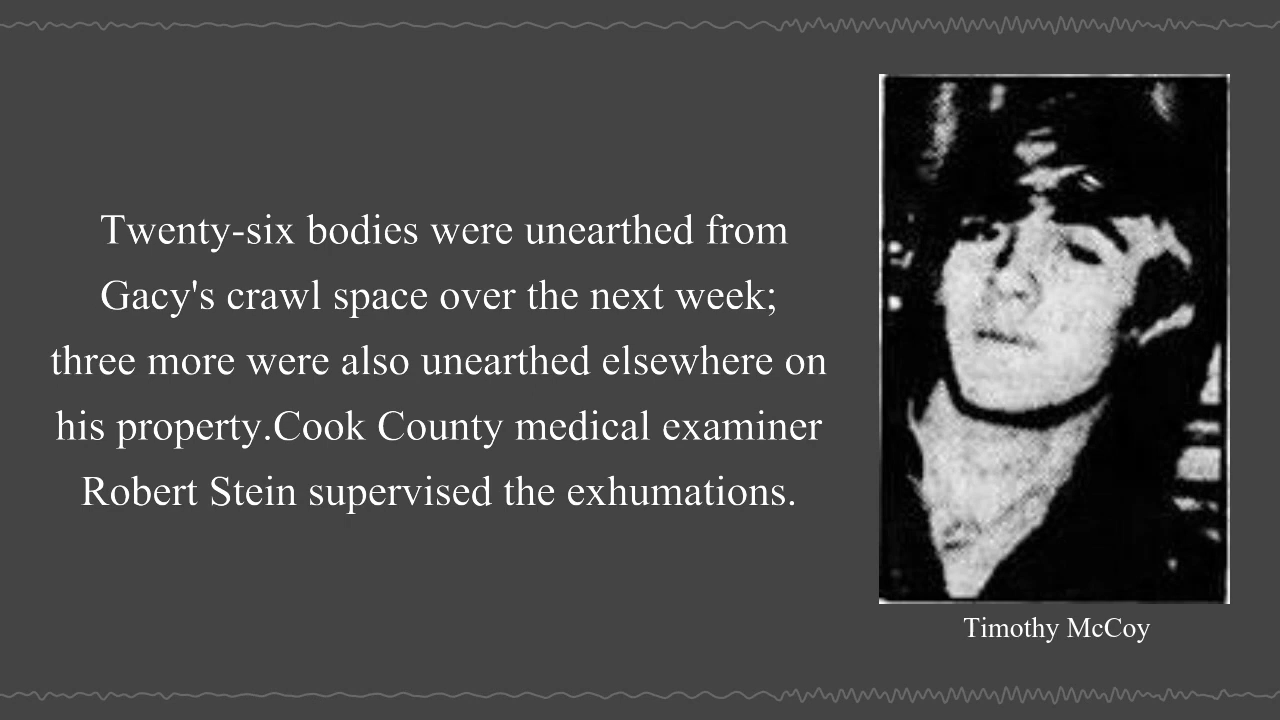 Twenty-six bodies were unearthed from
Gacy's crawl space over the next week;
three more were also unearthed elsewhere on
his property.Cook County medical examiner
Robert Stein supervised the exhumations.
Timothy McCoy